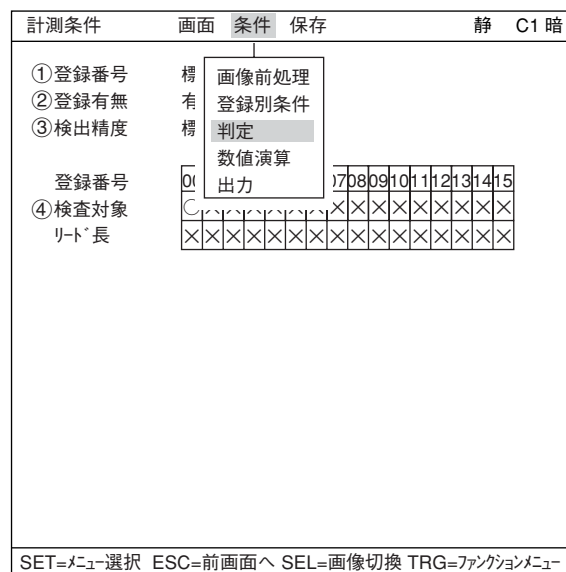 計測条件 画面 条件 保存 静 C1 暗
①登録番号 標
②登録有無 有
③検出精度 標
画像前処理
登録別条件
判定
数値演算
出力
登録番号 00 07 08 09 10 11 12 13 14 15
④検査対象 ○ × × × × × × × × × × × × × × ×
リード長 × × × × × × × × × × × × × × × ×
SET=メニュー選択 ESC=前画面へ SEL=画像切換 TRG=ファンクションメニュー